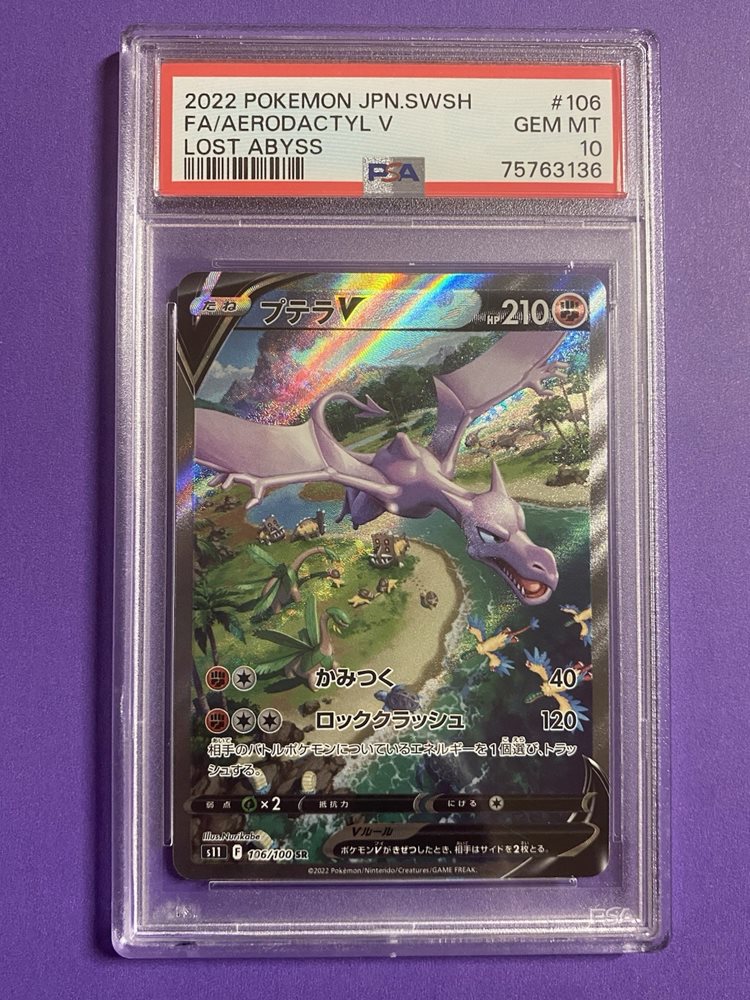 2022 POKEMON JPN.SWSH #106
FA/AERODACTYL V GEM MT
LOST ABYSS 10
PSA 75763136
たね プテラV HP 210
かみつく 40
ロッククラッシュ 120
相手のバトルポケモンについているエネルギーを1個選び、トラッ
シュする。
弱点 ×2 抵抗力 にげる
Illus.Nurikabe
Vルール
ポケモンVがきぜつしたとき、相手はサイドを2枚とる。
s11 F 106/100 SR
©2022 Pokémon/Nintendo/Creatures/GAME FREAK.
PSA